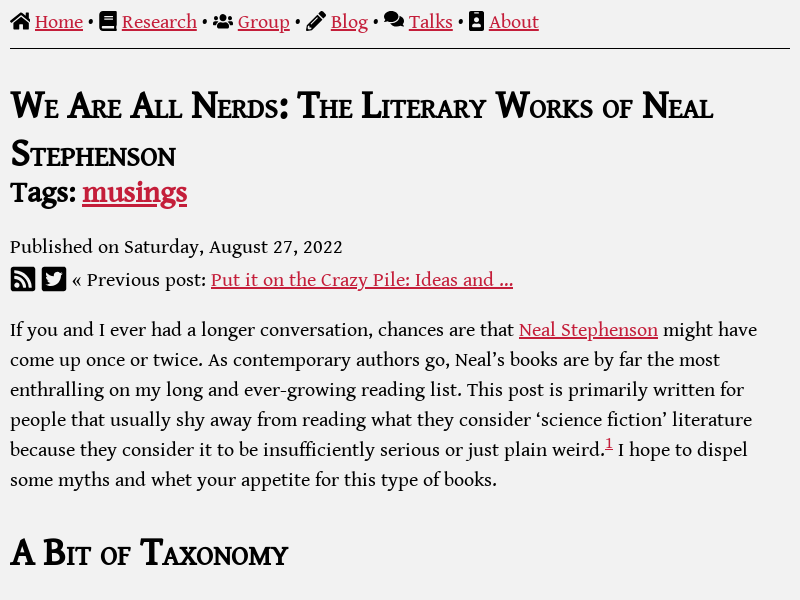 Home • Research • Group • Blog • Talks • About
We Are All Nerds: The Literary Works of Neal
Stephenson
Tags: musings
Published on Saturday, August 27, 2022
« Previous post: Put it on the Crazy Pile: Ideas and …
If you and I ever had a longer conversation, chances are that Neal Stephenson might have
come up once or twice. As contemporary authors go, Neal’s books are by far the most
enthralling on my long and ever-growing reading list. This post is primarily written for
people that usually shy away from reading what they consider ‘science fiction’ literature
because they consider it to be insufficiently serious or just plain weird.1 I hope to dispel
some myths and whet your appetite for this type of books.
A Bit of Taxonomy